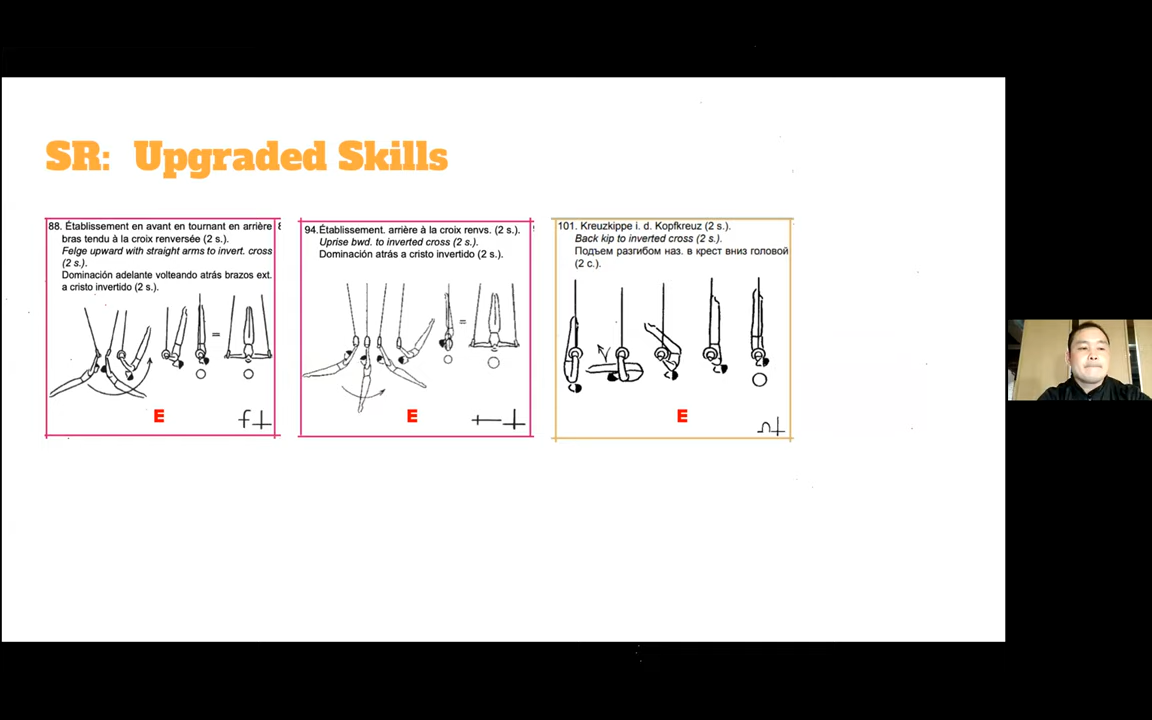 SR: Upgraded Skills
88. Établissement en avant en tournant en arrière
bras tendu à la croix renversée (2 s.).
Felge upward with straight arms to invert. cross
(2 s.).
Dominación adelante volteando atrás brazos ext.
a cristo invertido (2 s.).
E
94.Établissement. arrière à la croix renvs. (2 s.).
Uprise bwd. to inverted cross (2 s.).
Dominación atrás a cristo invertido (2 s.).
E
101. Kreuzkippe i. d. Kopfkreuz (2 s.).
Back kip to inverted cross (2 s.).
Подъем разгибом наз. в крест вниз головой
(2 с.).
E